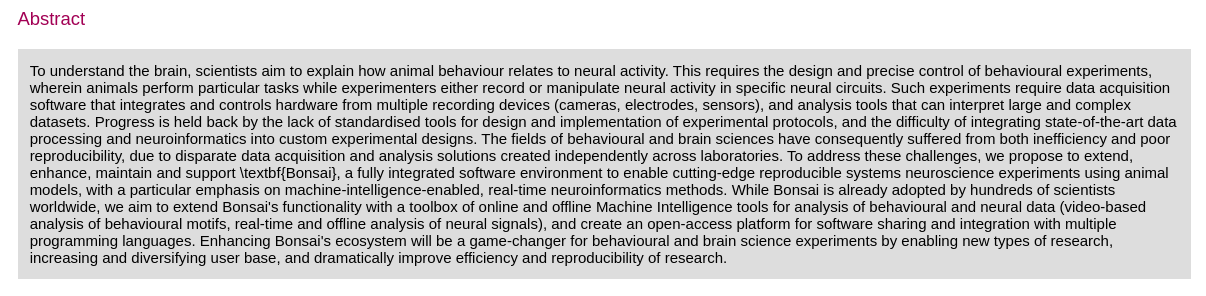 Abstract
To understand the brain, scientists aim to explain how animal behaviour relates to neural activity. This requires the design and precise control of behavioural experiments,
wherein animals perform particular tasks while experimenters either record or manipulate neural activity in specific neural circuits. Such experiments require data acquisition
software that integrates and controls hardware from multiple recording devices (cameras, electrodes, sensors), and analysis tools that can interpret large and complex
datasets. Progress is held back by the lack of standardised tools for design and implementation of experimental protocols, and the difficulty of integrating state-of-the-art data
processing and neuroinformatics into custom experimental designs. The fields of behavioural and brain sciences have consequently suffered from both inefficiency and poor
reproducibility, due to disparate data acquisition and analysis solutions created independently across laboratories. To address these challenges, we propose to extend,
enhance, maintain and support \textbf{Bonsai}, a fully integrated software environment to enable cutting-edge reproducible systems neuroscience experiments using animal
models, with a particular emphasis on machine-intelligence-enabled, real-time neuroinformatics methods. While Bonsai is already adopted by hundreds of scientists
worldwide, we aim to extend Bonsai's functionality with a toolbox of online and offline Machine Intelligence tools for analysis of behavioural and neural data (video-based
analysis of behavioural motifs, real-time and offline analysis of neural signals), and create an open-access platform for software sharing and integration with multiple
programming languages. Enhancing Bonsai's ecosystem will be a game-changer for behavioural and brain science experiments by enabling new types of research,
increasing and diversifying user base, and dramatically improve efficiency and reproducibility of research.